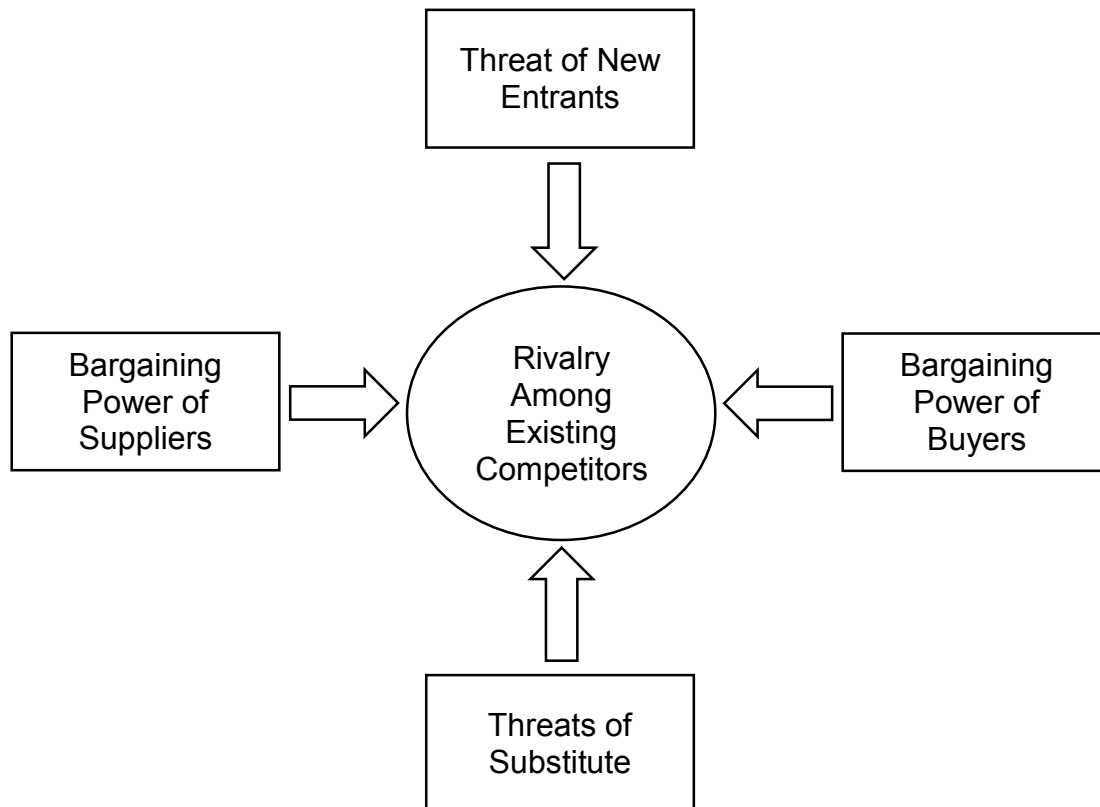 Threat of New
Entrants
Bargaining
Power of
Suppliers
Rivalry
Among
Existing
Competitors
Bargaining
Power of
Buyers
Threats of
Substitute